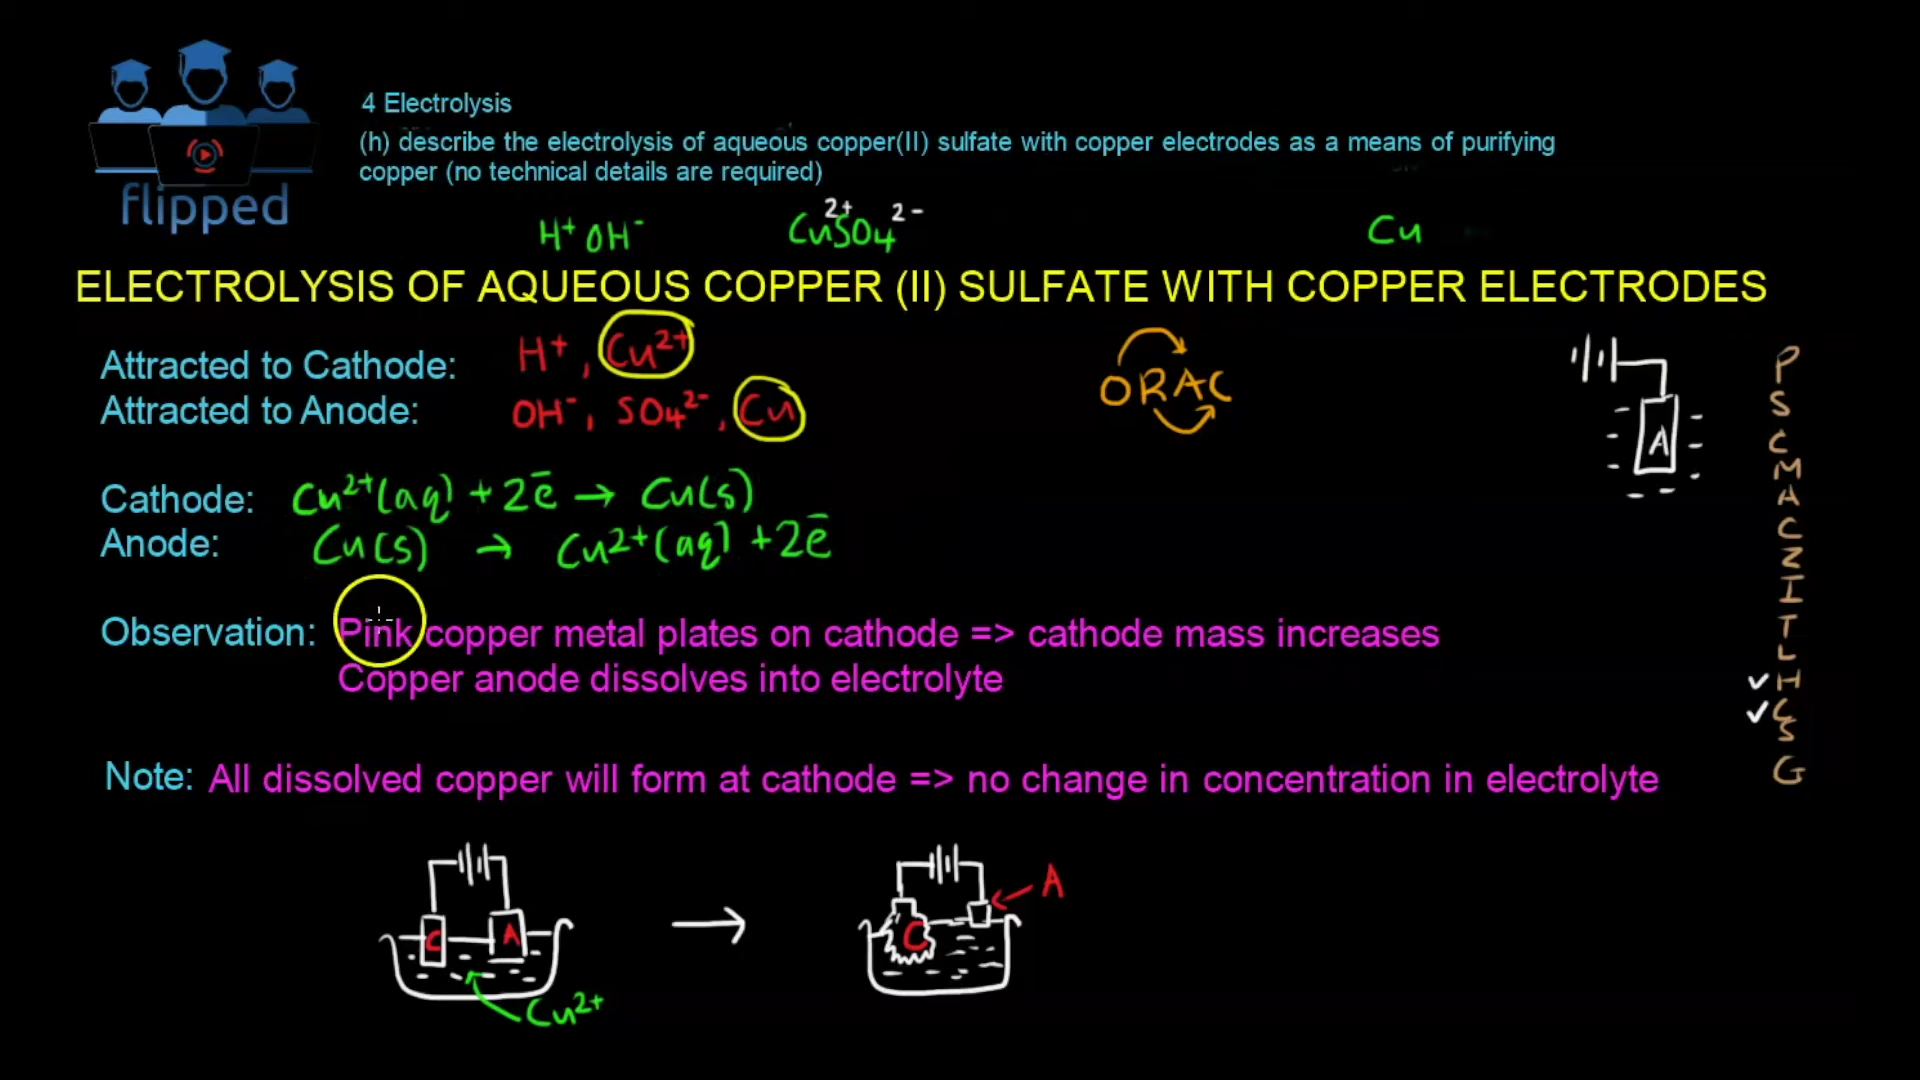 4 Electrolysis
(h) describe the electrolysis of aqueous copper(II) sulfate with copper electrodes as a means of purifying
copper (no technical details are required)
flipped
H⁺ OH⁻ Cu²⁺SO₄²⁻ Cu
ELECTROLYSIS OF AQUEOUS COPPER (II) SULFATE WITH COPPER ELECTRODES
Attracted to Cathode: H⁺, Cu²⁺
Attracted to Anode: OH⁻, SO₄²⁻, Cu
ORAC
A
Cathode: Cu²⁺(aq) + 2e⁻ → Cu(s)
Anode: Cu(s) → Cu²⁺(aq) + 2e⁻
Observation: Pink copper metal plates on cathode => cathode mass increases
Copper anode dissolves into electrolyte
Note: All dissolved copper will form at cathode => no change in concentration in electrolyte
P
S
C
M
A
C
Z
I
T
L
✓ H
✓ C
S
G
C A
Cu²⁺
→
C A